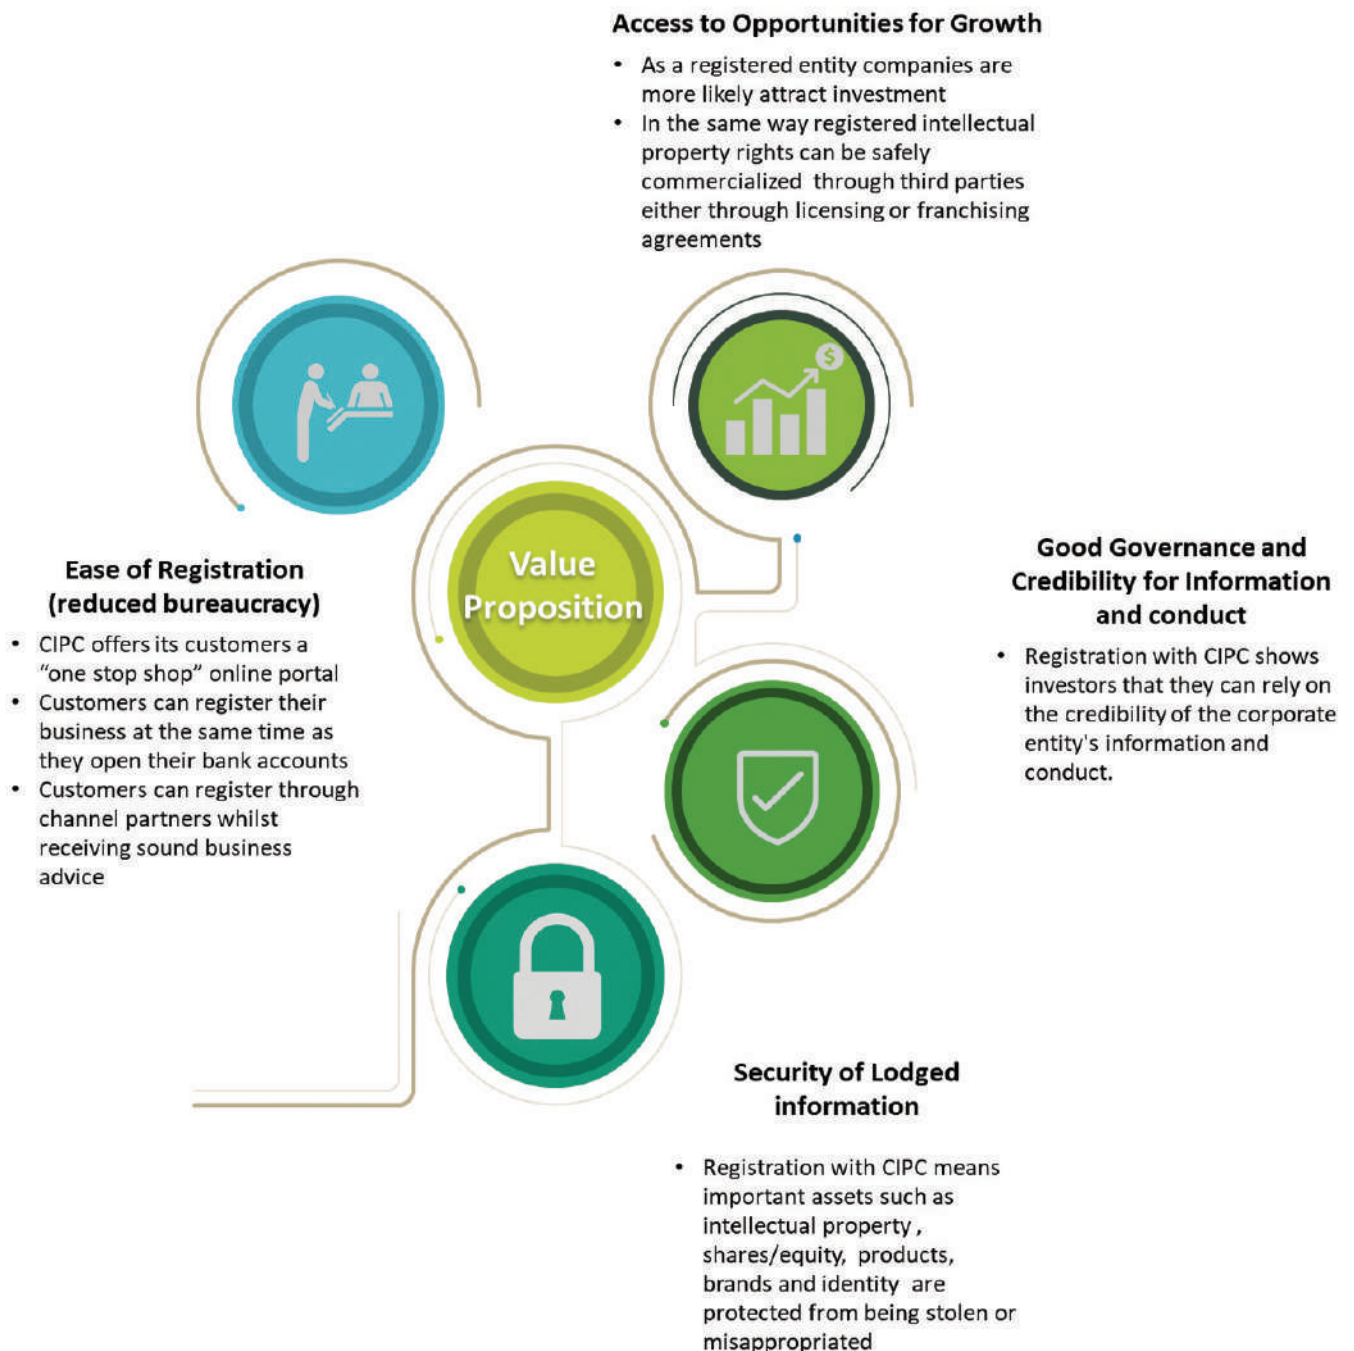 Access to Opportunities for Growth
• As a registered entity companies are
more likely attract investment
• In the same way registered intellectual
property rights can be safely
commercialized through third parties
either through licensing or franchising
agreements
$
Value
Proposition
Ease of Registration
(reduced bureaucracy)
• CIPC offers its customers a
“one stop shop” online portal
• Customers can register their
business at the same time as
they open their bank accounts
• Customers can register through
channel partners whilst
receiving sound business
advice
Good Governance and
Credibility for Information
and conduct
• Registration with CIPC shows
investors that they can rely on
the credibility of the corporate
entity's information and
conduct.
Security of Lodged
information
• Registration with CIPC means
important assets such as
intellectual property ,
shares/equity, products,
brands and identity are
protected from being stolen or
misappropriated